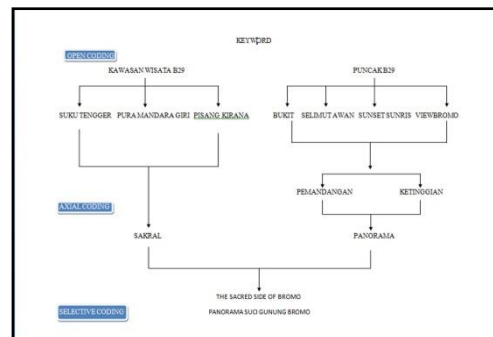 KEYWORD
OPEN CODING
KAWASAN WISATA B29 PUNCAK B29
SUKU TENGGER PURA MANDARA GIRI PISANG KIRANA BUKIT SELIMUT AWAN SUNSET SUNRIS VIEW BROMO
PEMANDANGAN KETINGGIAN
AXIAL CODING
SAKRAL PANORAMA
THE SACRED SIDE OF BROMO
SELECTIVE CODING PANORAMA SUCI GUNUNG BROMO